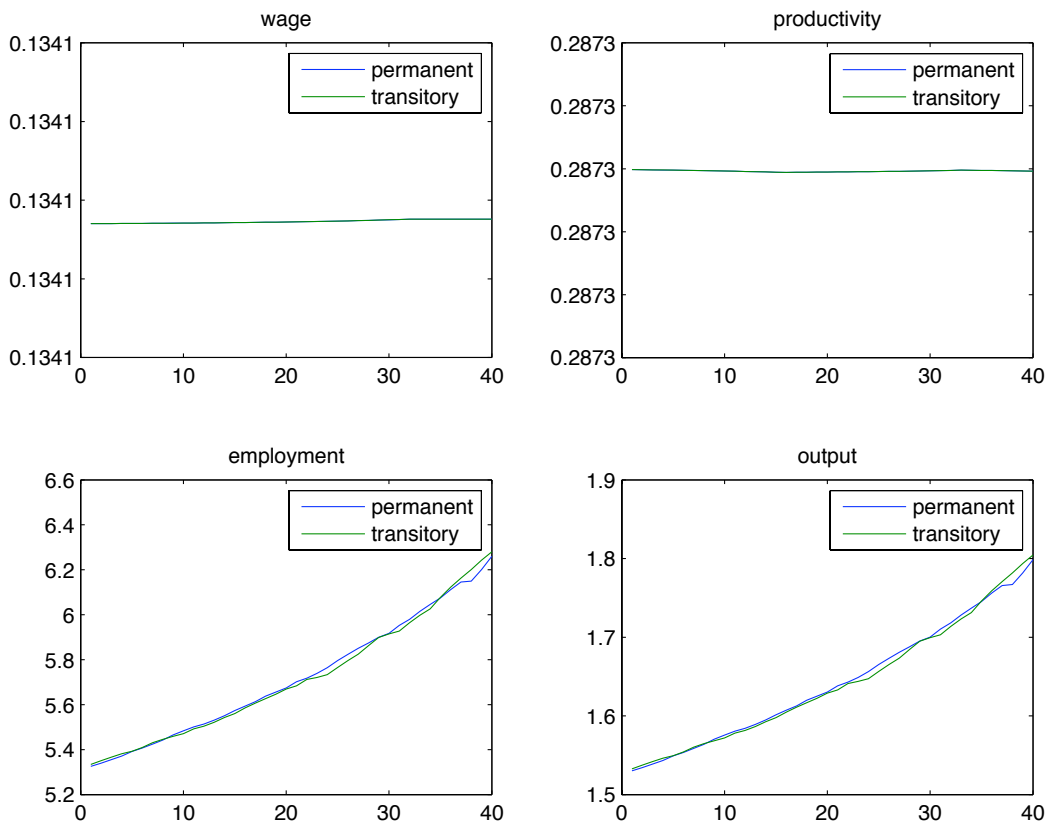 wage
0.1341
0.1341
0.1341
0.1341
0.1341
0 10 20 30 40
permanent
transitory
productivity
0.2873
0.2873
0.2873
0.2873
0.2873
0.2873
0 10 20 30 40
permanent
transitory
employment
6.6
6.4
6.2
6
5.8
5.6
5.4
5.2
0 10 20 30 40
permanent
transitory
output
1.9
1.8
1.7
1.6
1.5
0 10 20 30 40
permanent
transitory